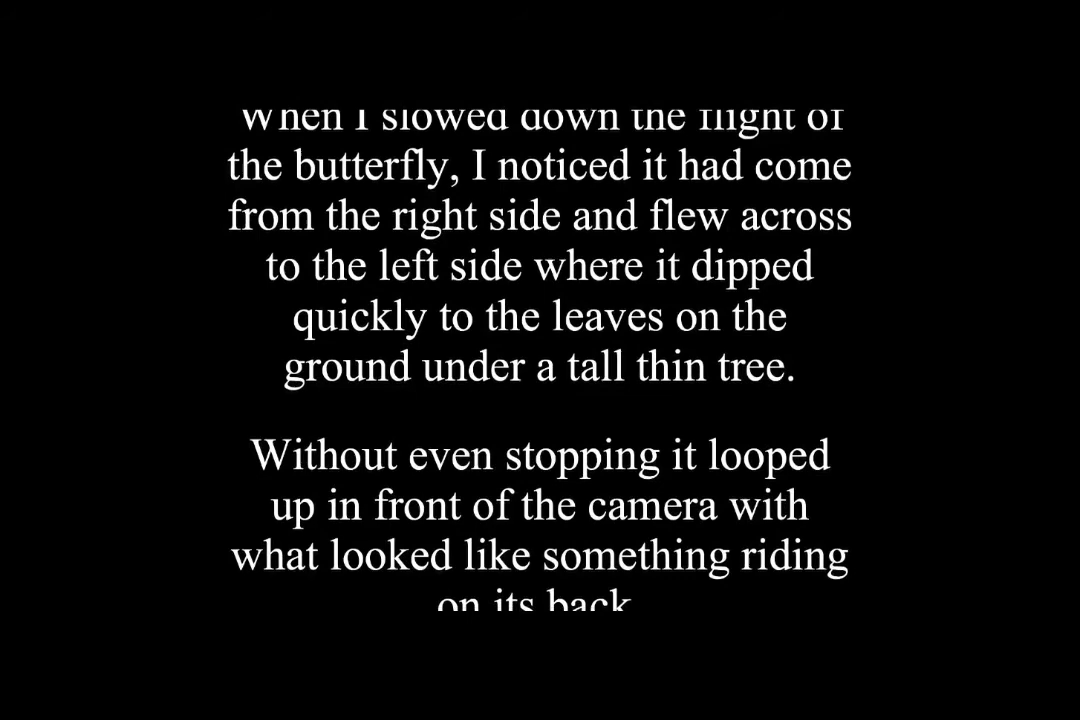 When I slowed down the flight of
the butterfly, I noticed it had come
from the right side and flew across
to the left side where it dipped
quickly to the leaves on the
ground under a tall thin tree.
Without even stopping it looped
up in front of the camera with
what looked like something riding
on its back